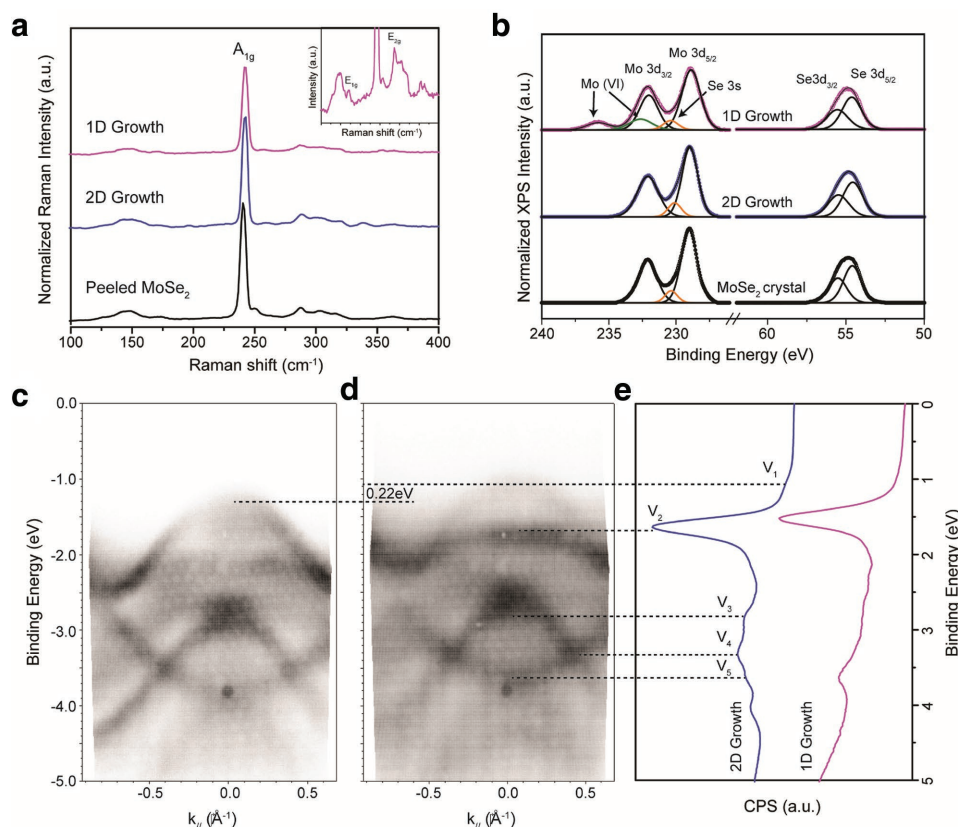 a
Normalized Raman Intensity (a.u.)
A1g
1D Growth
2D Growth
Peeled MoSe2
Intensity (a.u.)
E1g
E2g
Raman shift (cm-1)
100 150 200 250 300 350 400
Raman shift (cm-1)
b
Normalized XPS Intensity (a.u.)
Mo (VI)
Mo 3d3/2
Mo 3d5/2
Se 3s
Se3d3/2
Se 3d5/2
1D Growth
2D Growth
MoSe2 crystal
240 235 230 60 55 50
Binding Energy (eV)
c
Binding Energy (eV)
0.0
-1.0
-2.0
-3.0
-4.0
-5.0
-0.5 0.0 0.5
k// (Å-1)
d
0.22eV
-0.5 0.0 0.5
k// (Å-1)
e
V1
V2
V3
V4
V5
2D Growth
1D Growth
0
1
2
3
4
5
Binding Energy (eV)
CPS (a.u.)